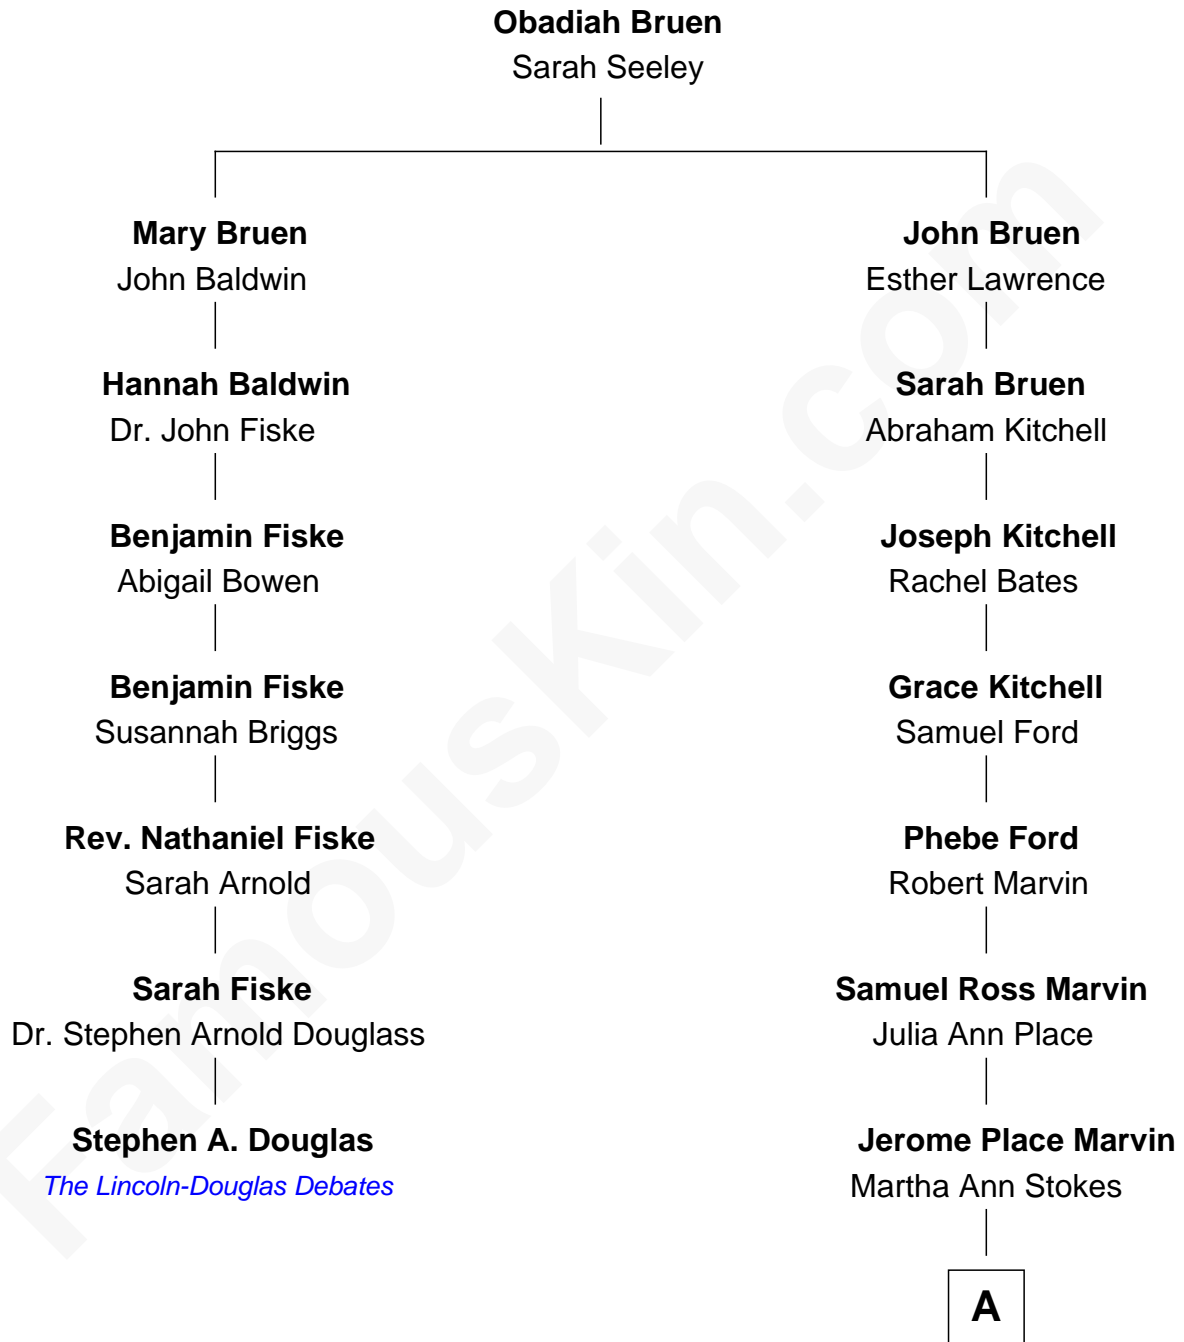 Obadiah Bruen
Sarah Seeley
Mary Bruen
John Baldwin
John Bruen
Esther Lawrence
Hannah Baldwin
Dr. John Fiske
Sarah Bruen
Abraham Kitchell
Benjamin Fiske
Abigail Bowen
Joseph Kitchell
Rachel Bates
Benjamin Fiske
Susannah Briggs
Grace Kitchell
Samuel Ford
Rev. Nathaniel Fiske
Sarah Arnold
Phebe Ford
Robert Marvin
Sarah Fiske
Dr. Stephen Arnold Douglass
Samuel Ross Marvin
Julia Ann Place
Stephen A. Douglas
The Lincoln-Douglas Debates
Jerome Place Marvin
Martha Ann Stokes
A
FamousKin.com